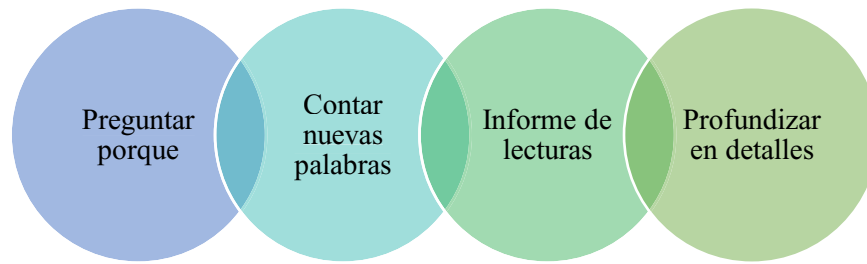 Preguntar
porque
Contar
nuevas
palabras
Informe de
lecturas
Profundizar
en detalles